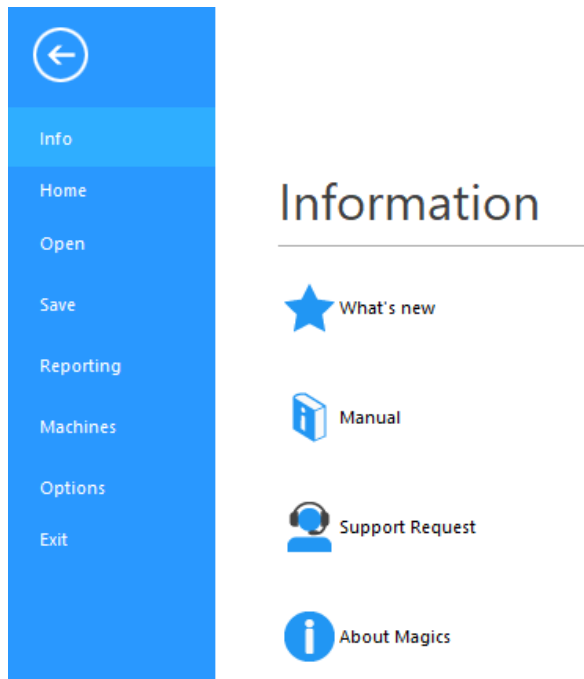 Info
Home
Open
Save
Reporting
Machines
Options
Exit
Information
What's new
Manual
Support Request
About Magics